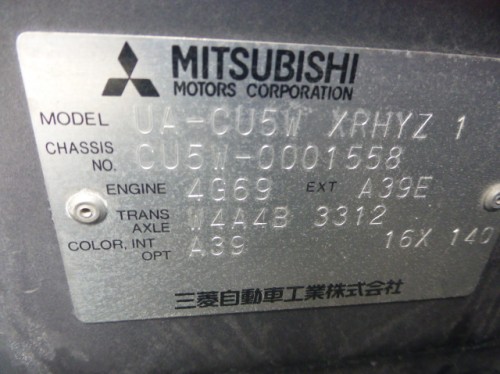 MITSUBISHI
MOTORS CORPORATION
MODEL UA-CU5W XRHYZ 1
CHASSIS NO. CU5W-0001558
ENGINE 4G69 EXT A39E
TRANS AXLE W4A4B 3312
COLOR, INT OPT A39 16X 140
三菱自動車工業株式会社